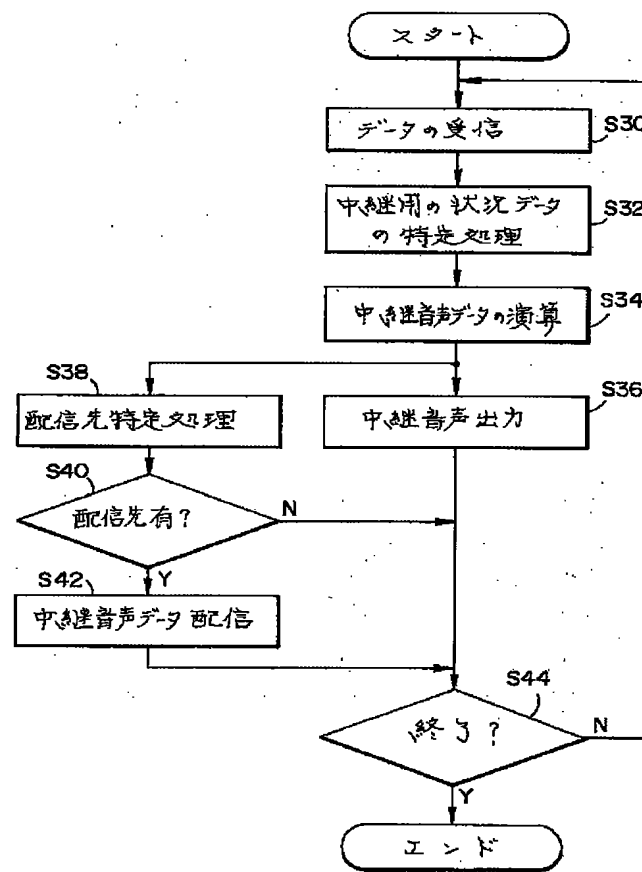 スタート
データの受信
S30
中継用の状況データ
の特定処理
S32
中継音声データの演算
S34
S38
配信先特定処理
中継音声出力
S36
S40
配信先有?
N
Y
S42
中継音声データ配信
S44
終了?
N
Y
エンド